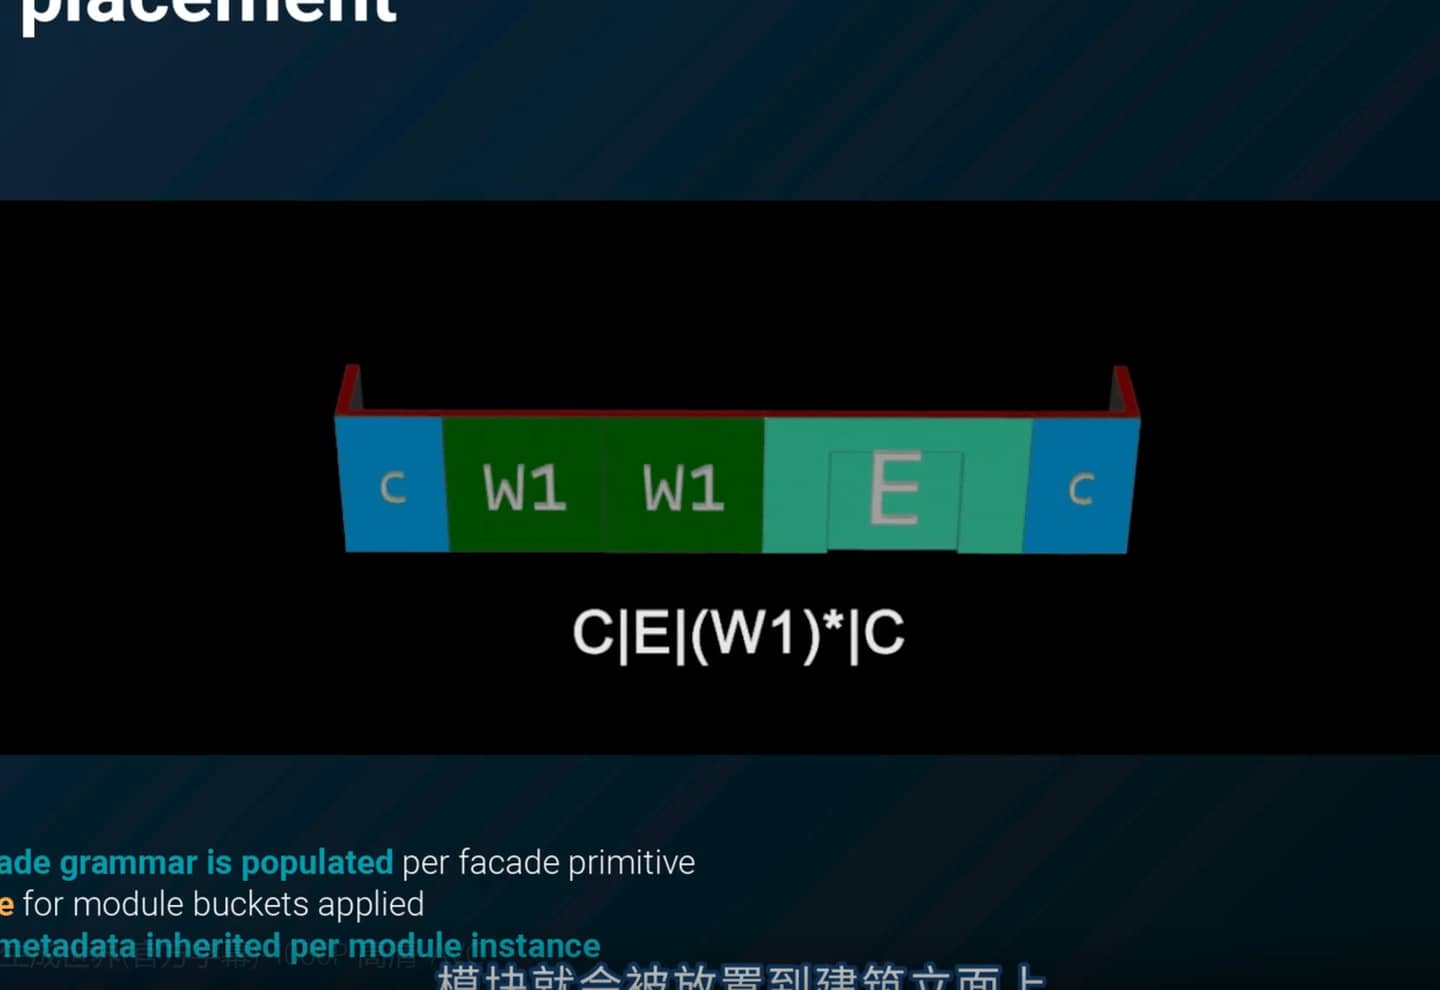 placement
C W1 W1 E C
C|E|(W1)*|C
ade grammar is populated per facade primitive
e for module buckets applied
metadata inherited per module instance
模块就会被放置到建筑立面上